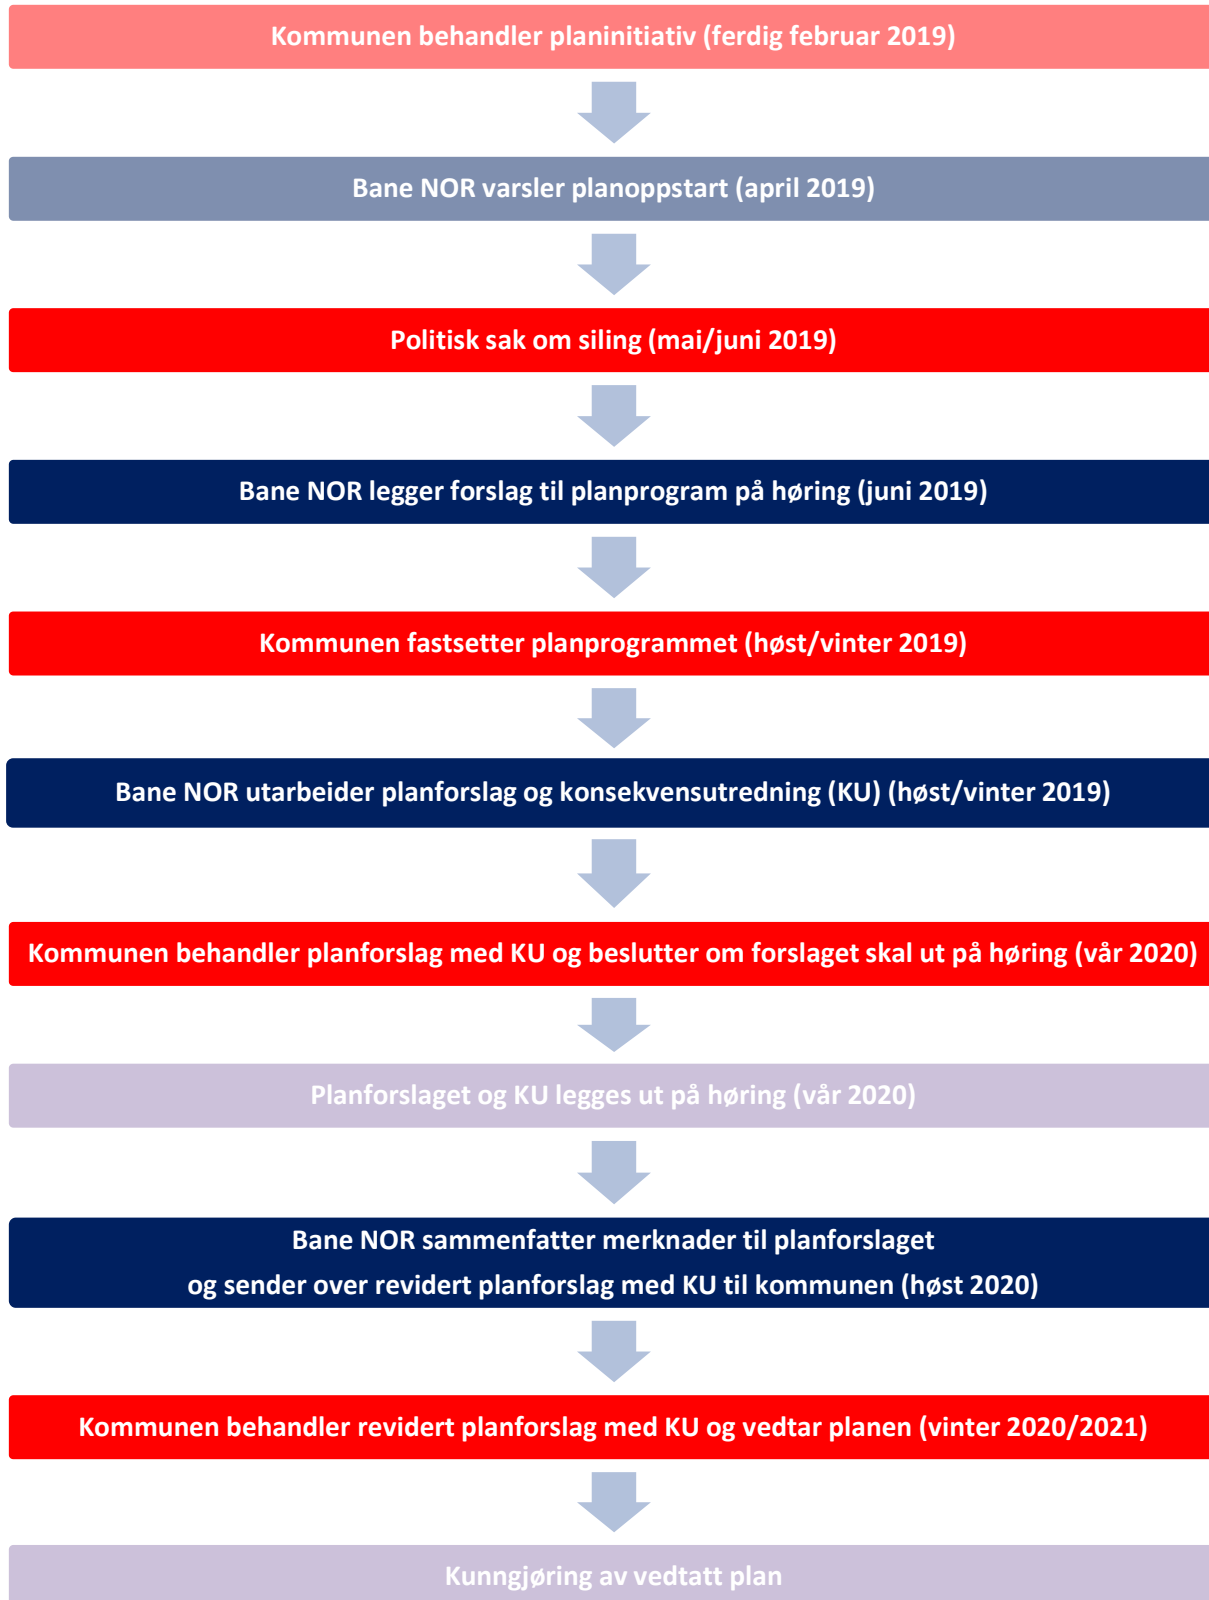 Kommunen behandler planinitiativ (ferdig februar 2019)
Bane NOR varsler planoppstart (april 2019)
Politisk sak om siling (mai/juni 2019)
Bane NOR legger forslag til planprogram på høring (juni 2019)
Kommunen fastsetter planprogrammet (høst/vinter 2019)
Bane NOR utarbeider planforslag og konsekvensutredning (KU) (høst/vinter 2019)
Kommunen behandler planforslag med KU og beslutter om forslaget skal ut på høring (vår 2020)
Planforslaget og KU legges ut på høring (vår 2020)
Bane NOR sammenfatter merknader til planforslaget
og sender over revidert planforslag med KU til kommunen (høst 2020)
Kommunen behandler revidert planforslag med KU og vedtar planen (vinter 2020/2021)
Kunngjøring av vedtatt plan